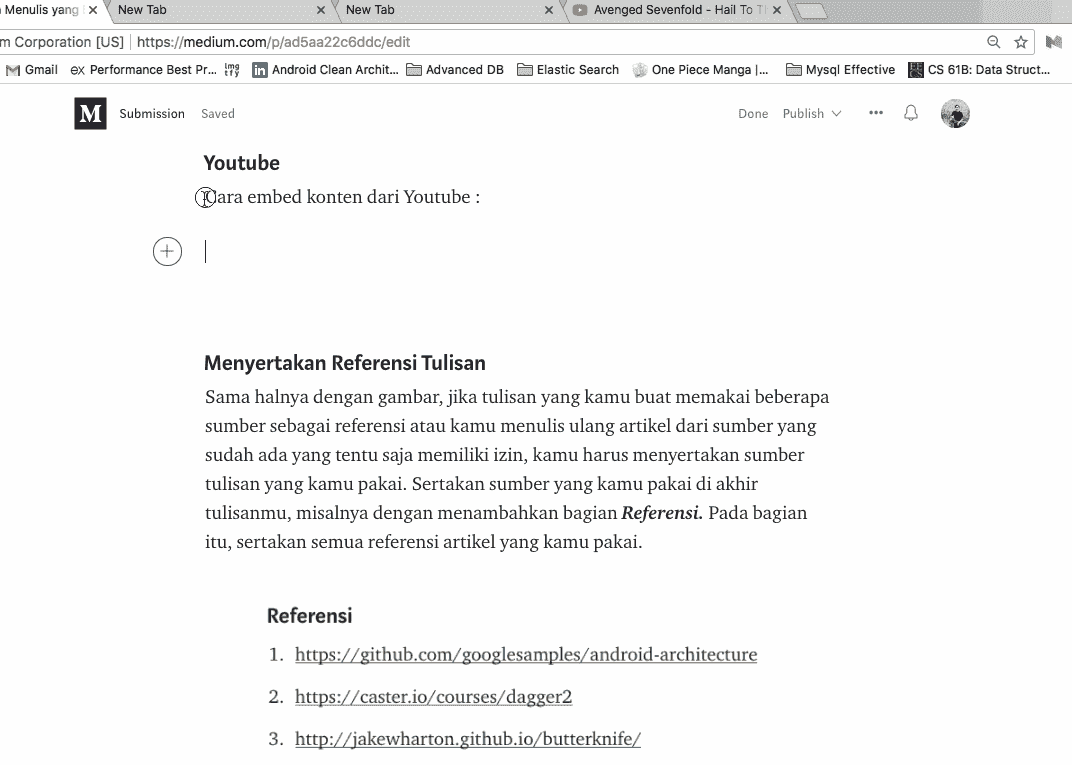 Menulis yang
New Tab
New Tab
Avenged Sevenfold - Hail To T
m Corporation [US] https://medium.com/p/ad5aa22c6ddc/edit
Gmail
Performance Best Pr...
Android Clean Archit...
Advanced DB
Elastic Search
One Piece Manga |...
Mysql Effective
CS 61B: Data Struct...
M Submission Saved
Done Publish
Youtube
Cara embed konten dari Youtube :
Menyertakan Referensi Tulisan
Sama halnya dengan gambar, jika tulisan yang kamu buat memakai beberapa
sumber sebagai referensi atau kamu menulis ulang artikel dari sumber yang
sudah ada yang tentu saja memiliki izin, kamu harus menyertakan sumber
tulisan yang kamu pakai. Sertakan sumber yang kamu pakai di akhir
tulisanmu, misalnya dengan menambahkan bagian Referensi. Pada bagian
itu, sertakan semua referensi artikel yang kamu pakai.
Referensi
1. https://github.com/googlesamples/android-architecture
2. https://caster.io/courses/dagger2
3. http://jakewharton.github.io/butterknife/